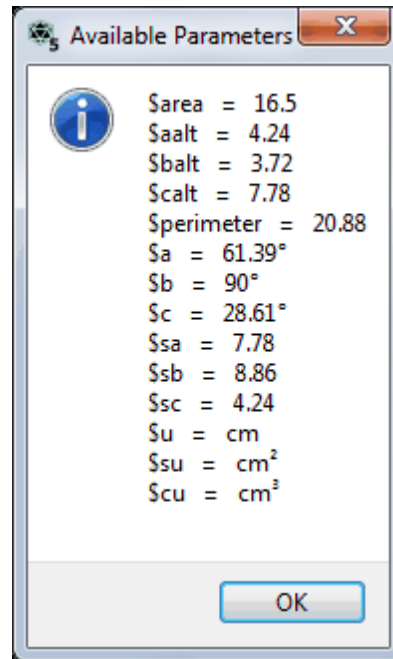 Available Parameters
$area = 16.5
$aalt = 4.24
$balt = 3.72
$calt = 7.78
$perimeter = 20.88
$a = 61.39°
$b = 90°
$c = 28.61°
$sa = 7.78
$sb = 8.86
$sc = 4.24
$u = cm
$su = cm²
$cu = cm³
OK